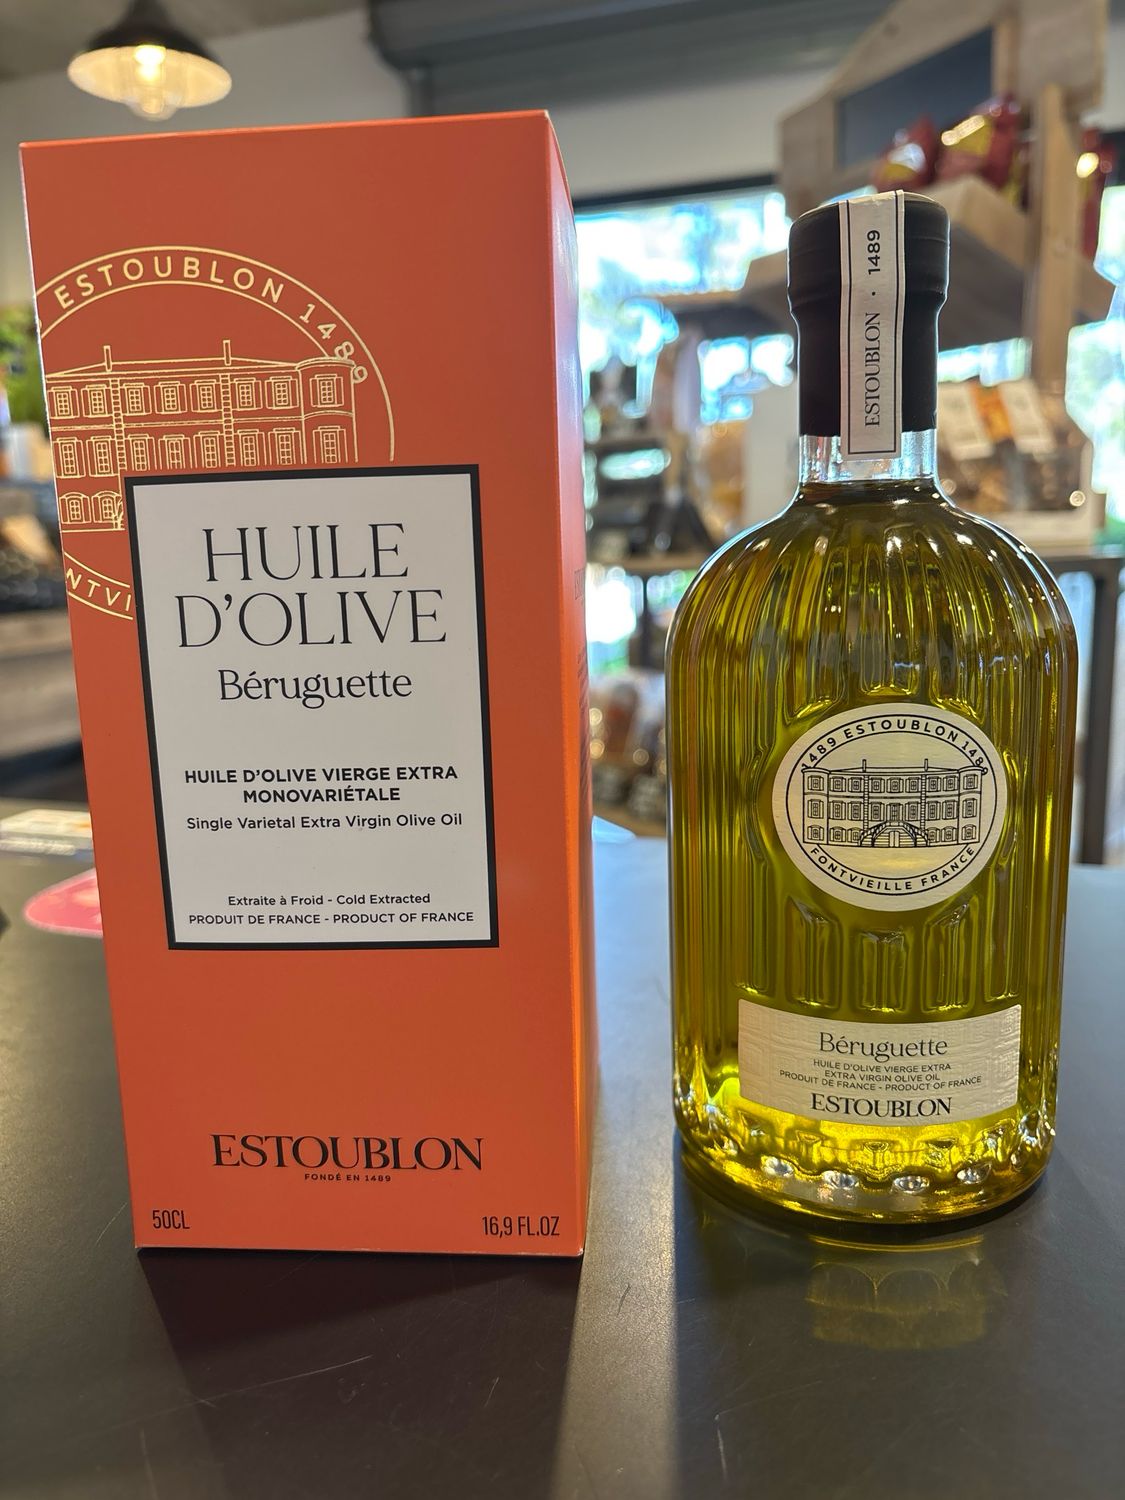 ESTOUBLON 1489
NTVI
HUILE
D'OLIVE
Béruguette
HUILE D'OLIVE VIERGE EXTRA
MONOVARIÉTALE
Single Varietal Extra Virgin Olive Oil
Extraite à Froid - Cold Extracted
PRODUIT DE FRANCE - PRODUCT OF FRANCE
ESTOUBLON
FONDÉ EN 1489
50CL
16,9 FL.OZ
ESTOUBLON · 1489
1489 ESTOUBLON 1489
FONTVIEILLE FRANCE
Béruguette
HUILE D'OLIVE VIERGE EXTRA
EXTRA VIRGIN OLIVE OIL
PRODUIT DE FRANCE - PRODUCT OF FRANCE
ESTOUBLON